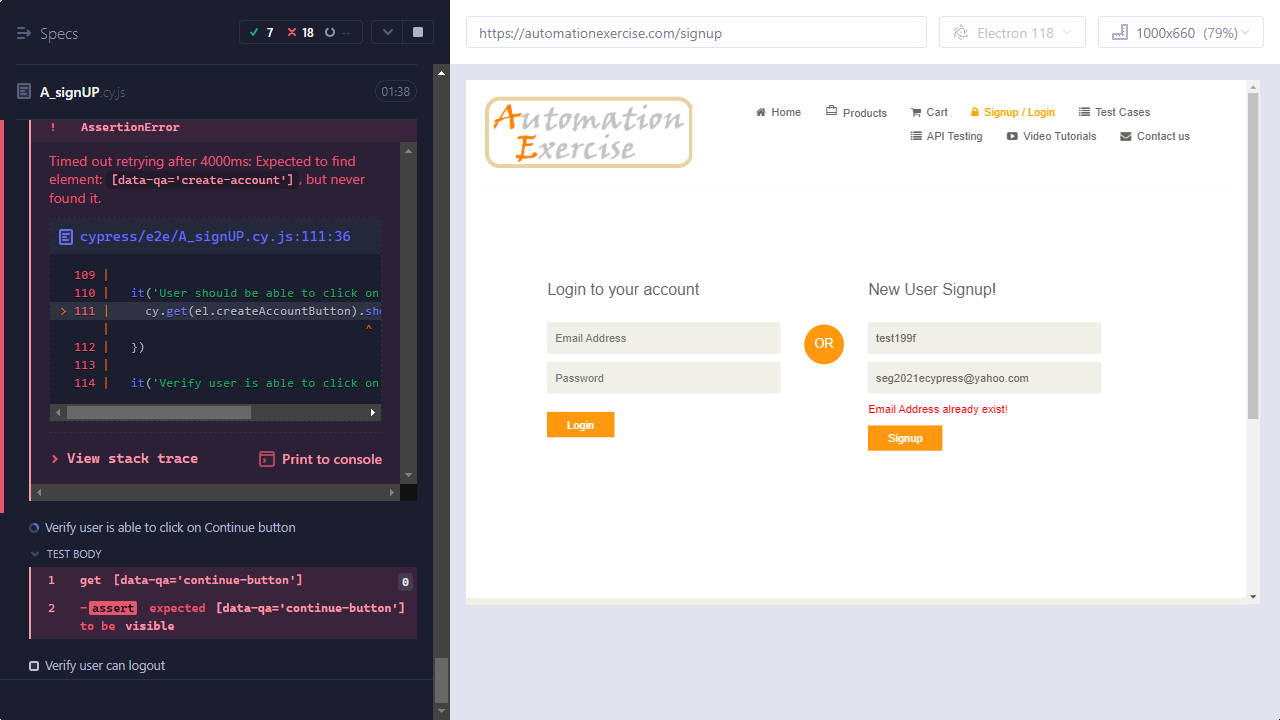 Specs
7 18 --
A_signUP.cy.js 01:38
! AssertionError
Timed out retrying after 4000ms: Expected to find
element: [data-qa='create-account'], but never
found it.
cypress/e2e/A_signUP.cy.js:111:36
109 |
110 | it('User should be able to click on
> 111 | cy.get(el.createAccountButton).sho
| ^
112 | })
113 |
114 | it('Verify user is able to click on
> View stack trace
Print to console
Verify user is able to click on Continue button
TEST BODY
1 get [data-qa='continue-button'] 0
2 -assert expected [data-qa='continue-button']
to be visible
Verify user can logout
https://automationexercise.com/signup
Electron 118
1000x660 (79%)
Automation
Exercise
Home
Products
Cart
Signup / Login
Test Cases
API Testing
Video Tutorials
Contact us
Login to your account
Email Address
Password
Login
OR
New User Signup!
test199f
seg2021ecypress@yahoo.com
Email Address already exist!
Signup